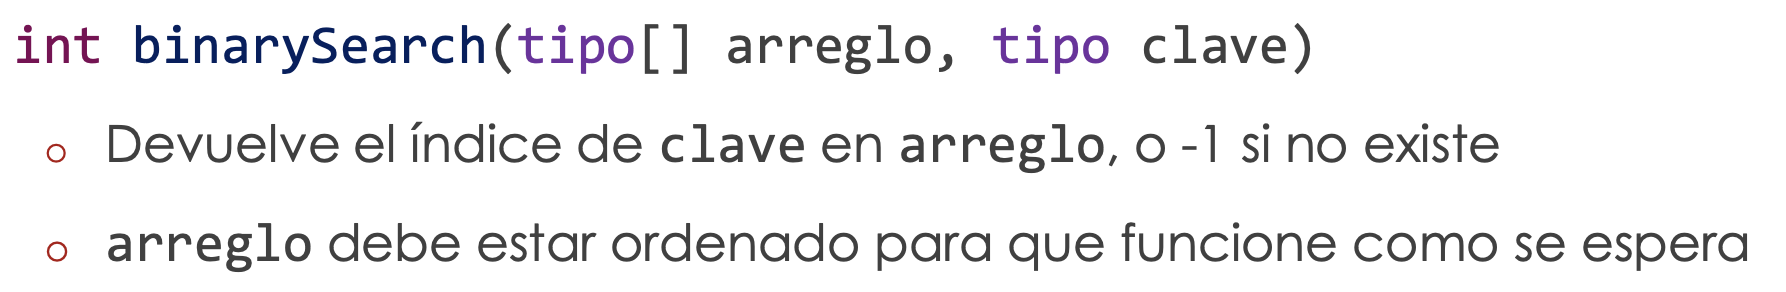 int binarySearch(tipo[] arreglo, tipo clave)
o Devuelve el índice de clave en arreglo, o -1 si no existe
o arreglo debe estar ordenado para que funcione como se espera